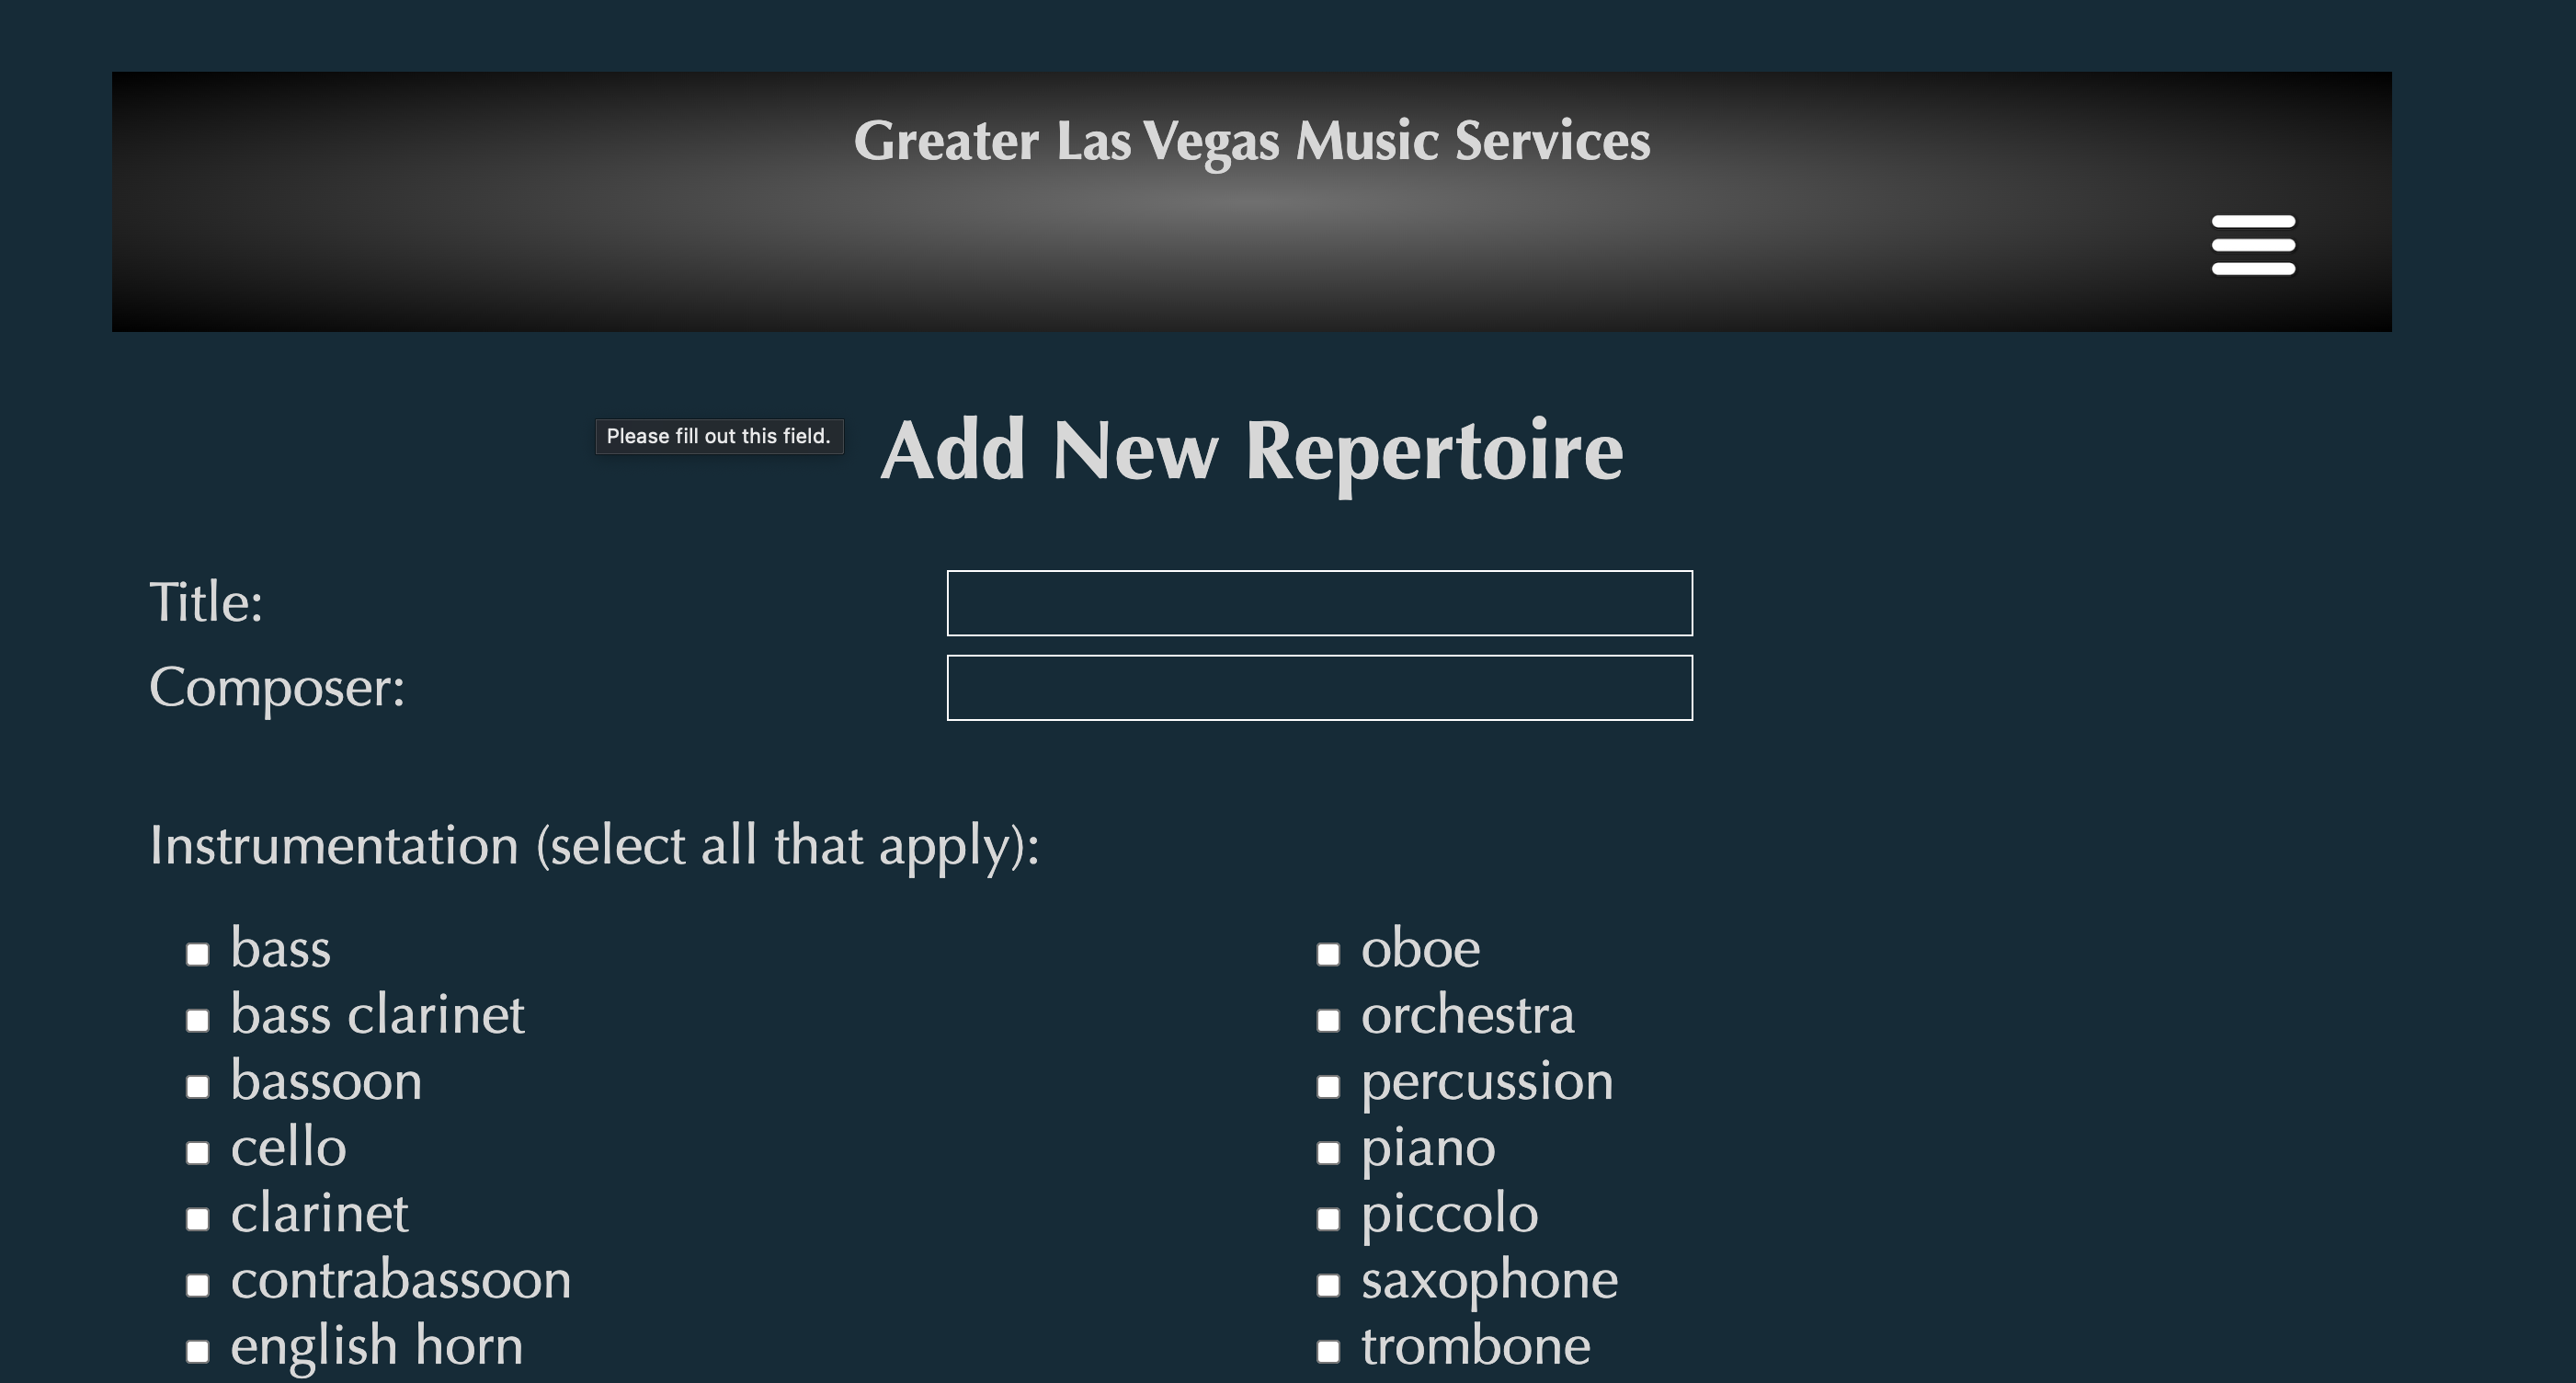 Greater Las Vegas Music Services
Please fill out this field.
Add New Repertoire
Title:
Composer:
Instrumentation (select all that apply):
bass
bass clarinet
bassoon
cello
clarinet
contrabassoon
english horn
oboe
orchestra
percussion
piano
piccolo
saxophone
trombone